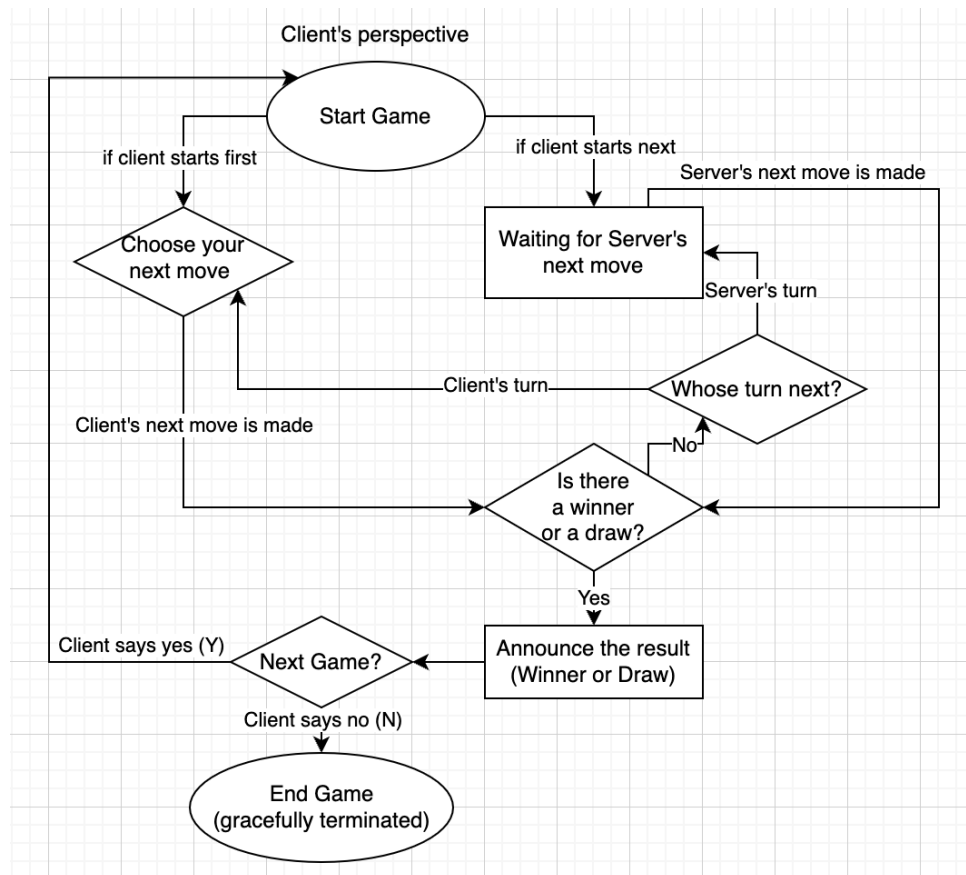 Client's perspective
Start Game
if client starts first
if client starts next
Server's next move is made
Choose your
next move
Waiting for Server's
next move
Server's turn
Client's turn
Whose turn next?
Client's next move is made
No
Is there
a winner
or a draw?
Yes
Client says yes (Y)
Next Game?
Announce the result
(Winner or Draw)
Client says no (N)
End Game
(gracefully terminated)